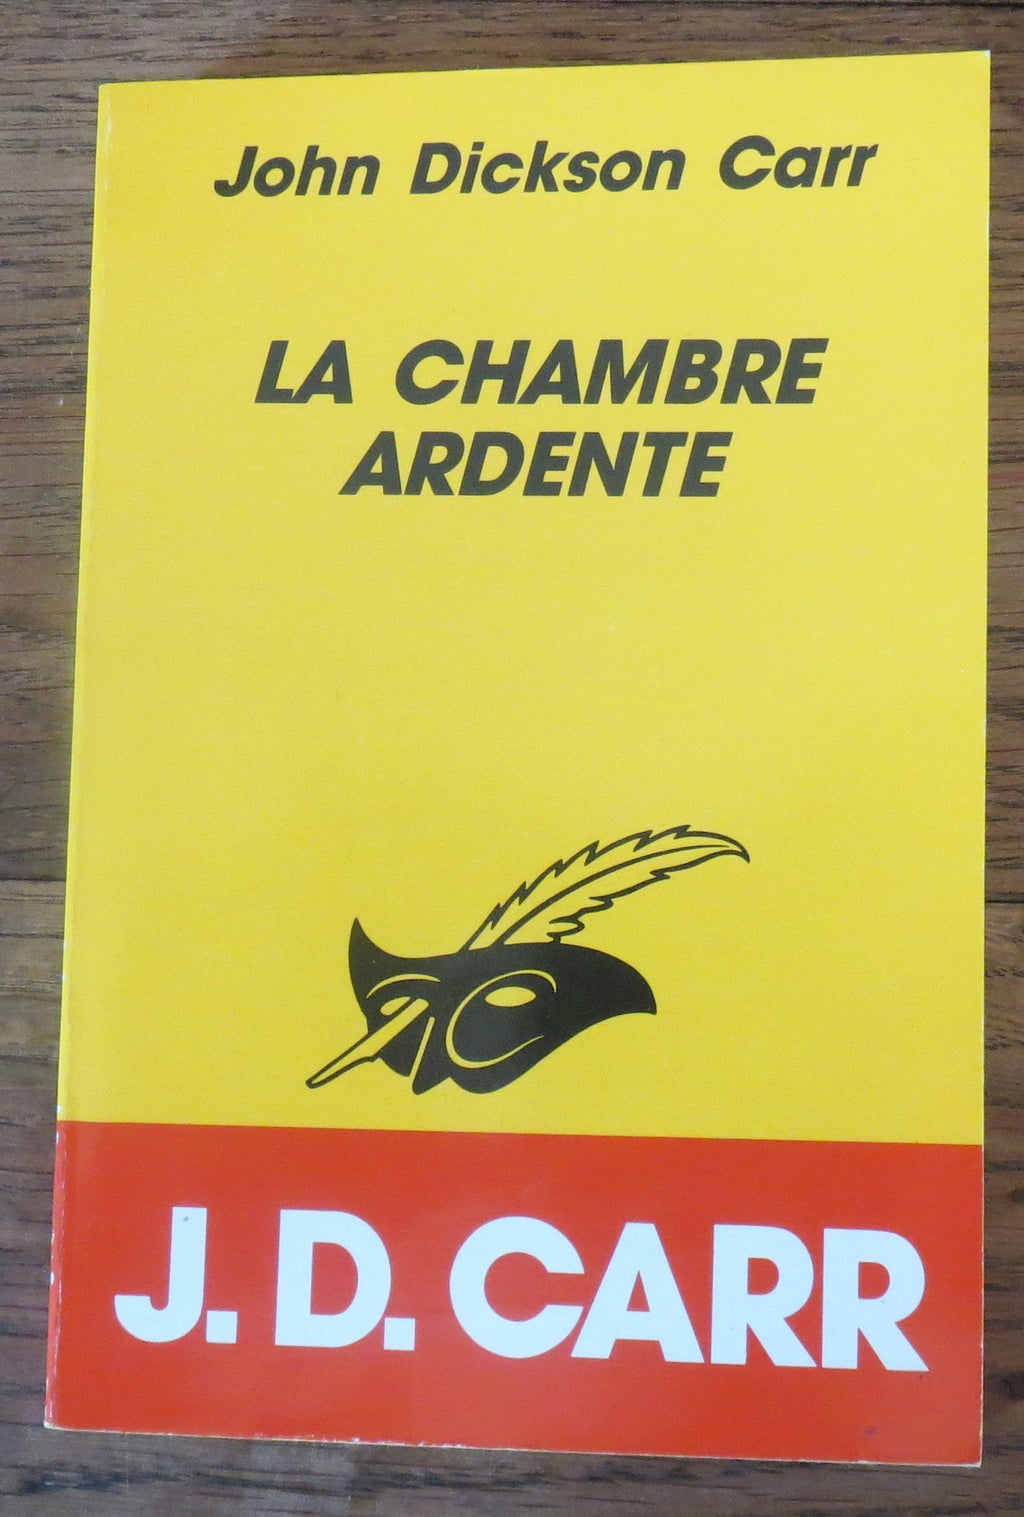 John Dickson Carr
LA CHAMBRE
ARDENTE
J. D. CARR